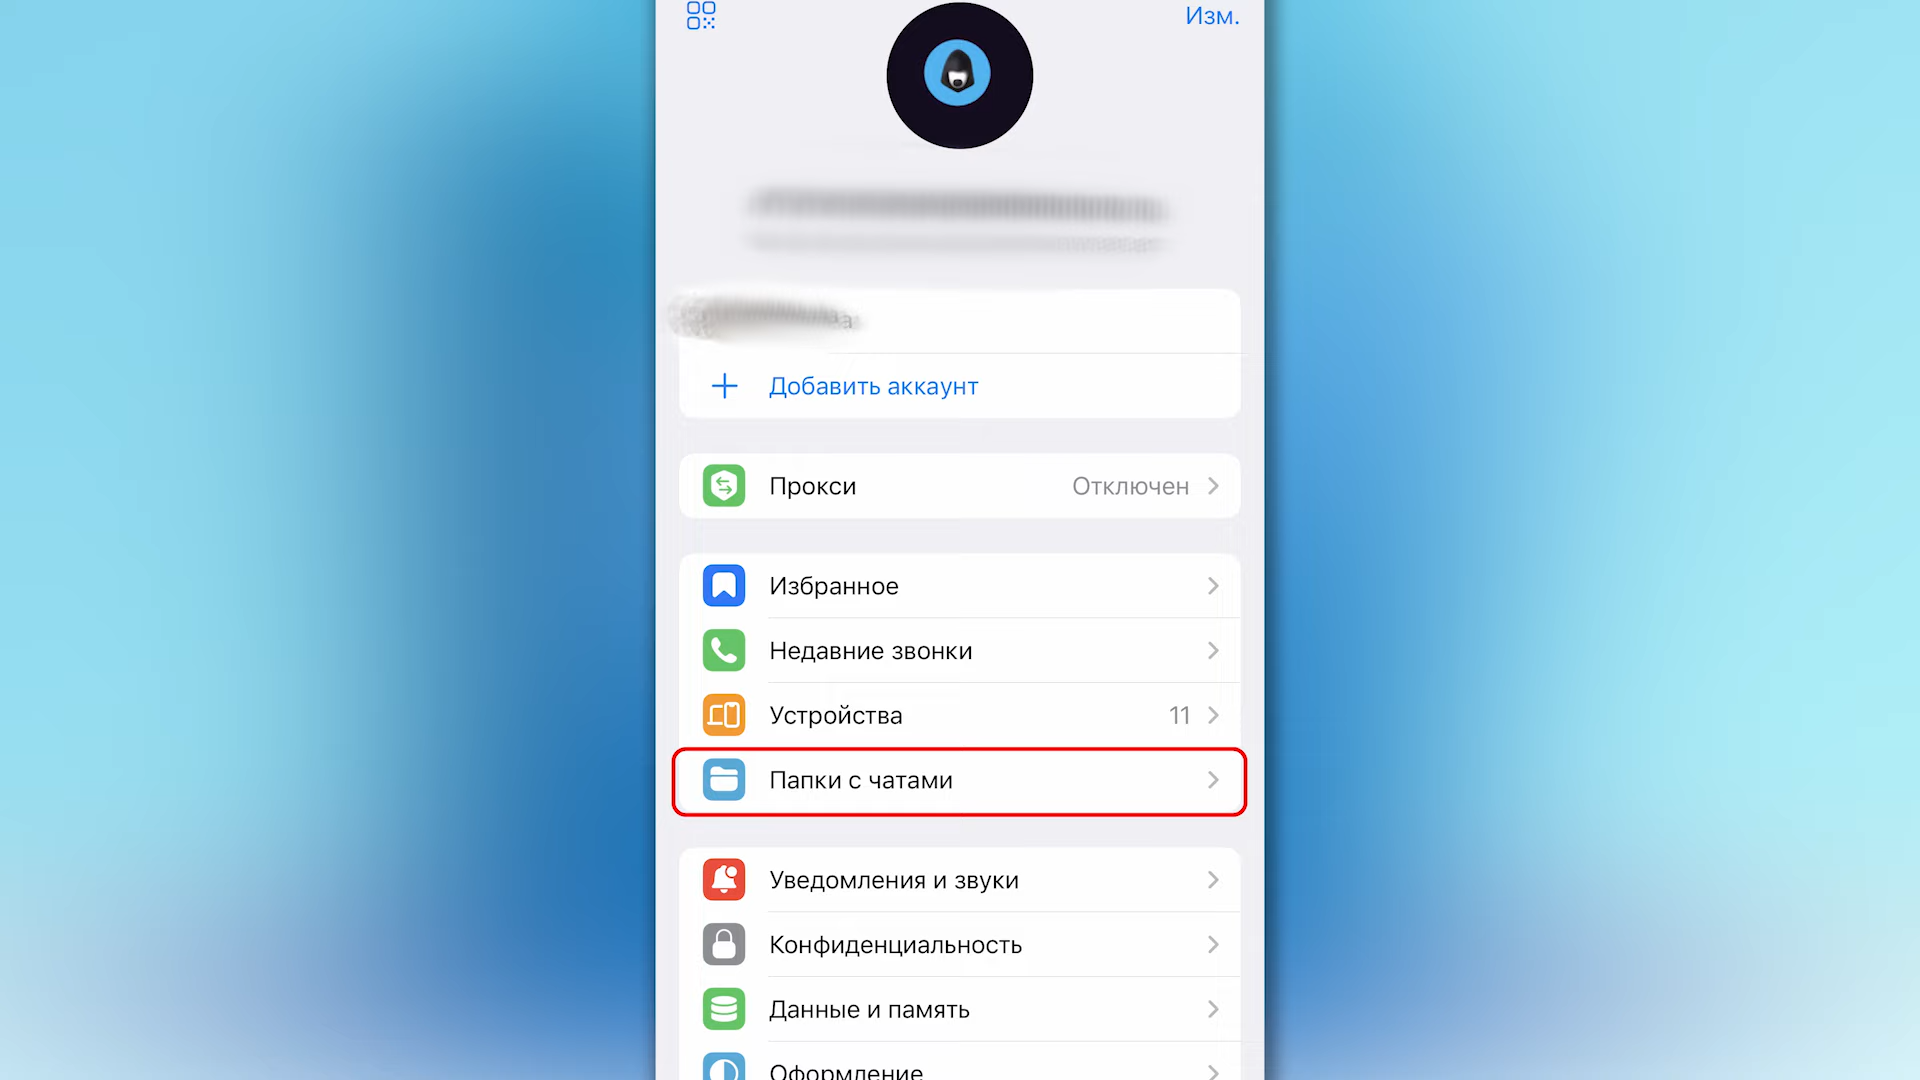 Изм.
Добавить аккаунт
Прокси
Отключен
Избранное
Недавние звонки
Устройства
11
Папки с чатами
Уведомления и звуки
Конфиденциальность
Данные и память
Оформление